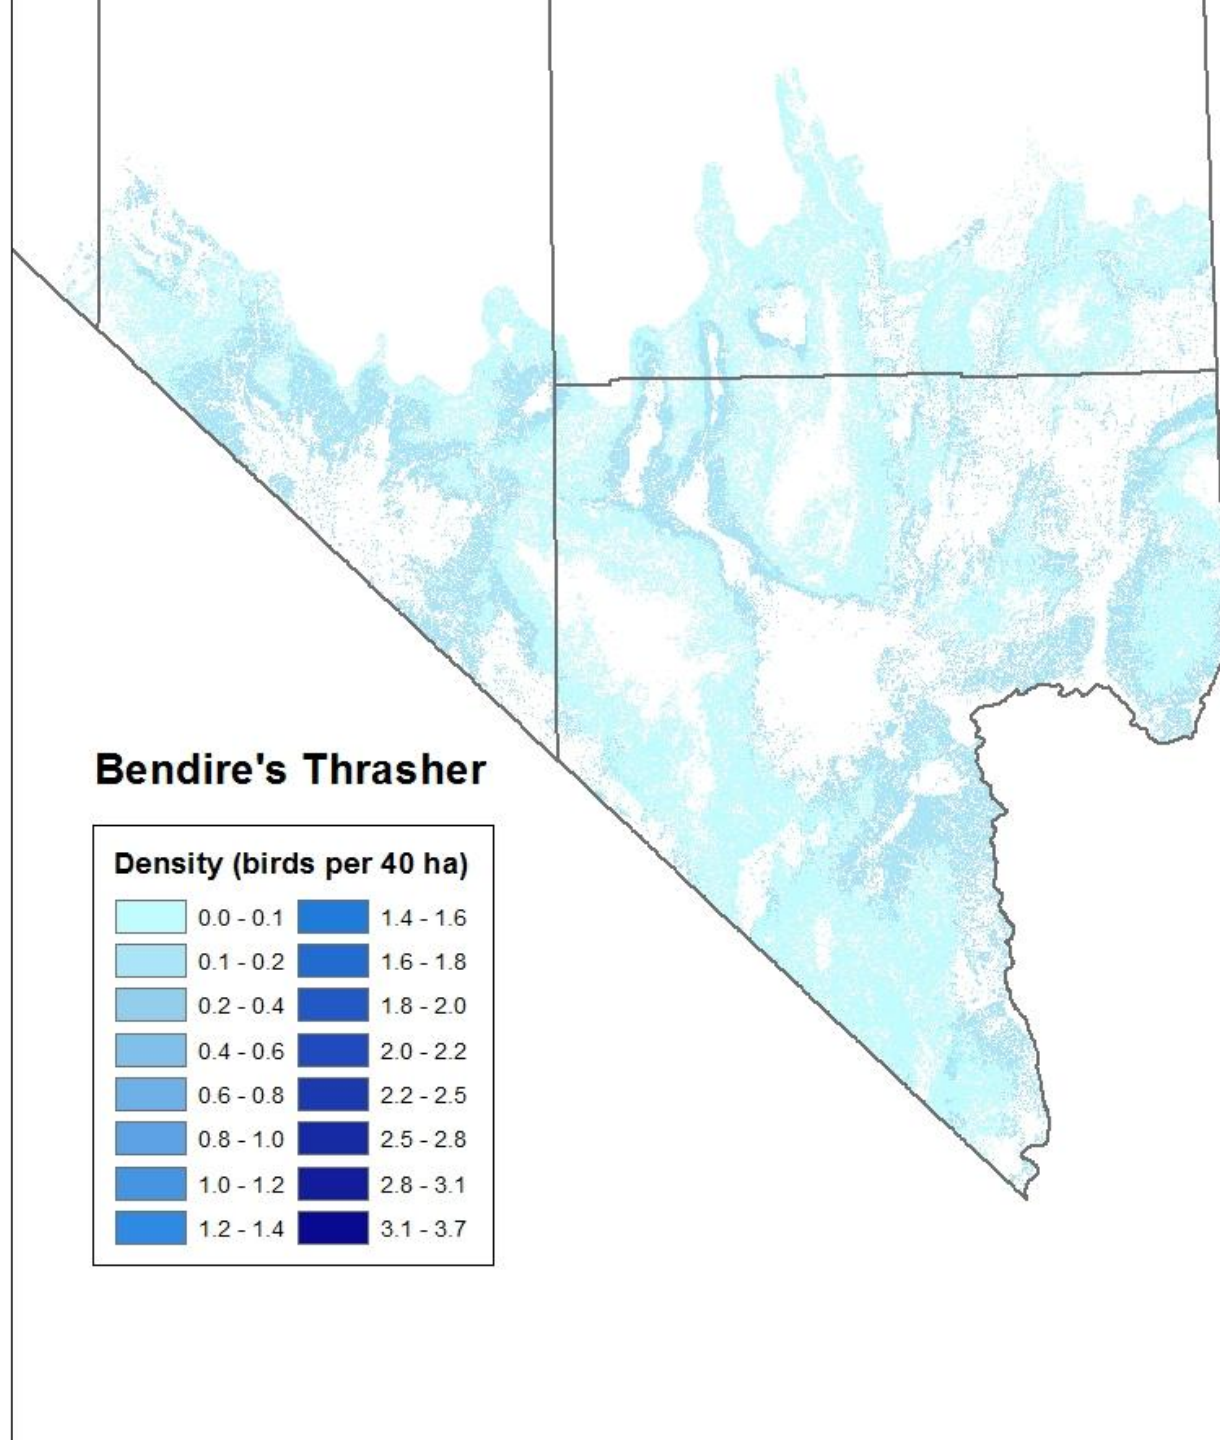 Bendire's Thrasher
Density (birds per 40 ha)
0.0 - 0.1
0.1 - 0.2
0.2 - 0.4
0.4 - 0.6
0.6 - 0.8
0.8 - 1.0
1.0 - 1.2
1.2 - 1.4
1.4 - 1.6
1.6 - 1.8
1.8 - 2.0
2.0 - 2.2
2.2 - 2.5
2.5 - 2.8
2.8 - 3.1
3.1 - 3.7